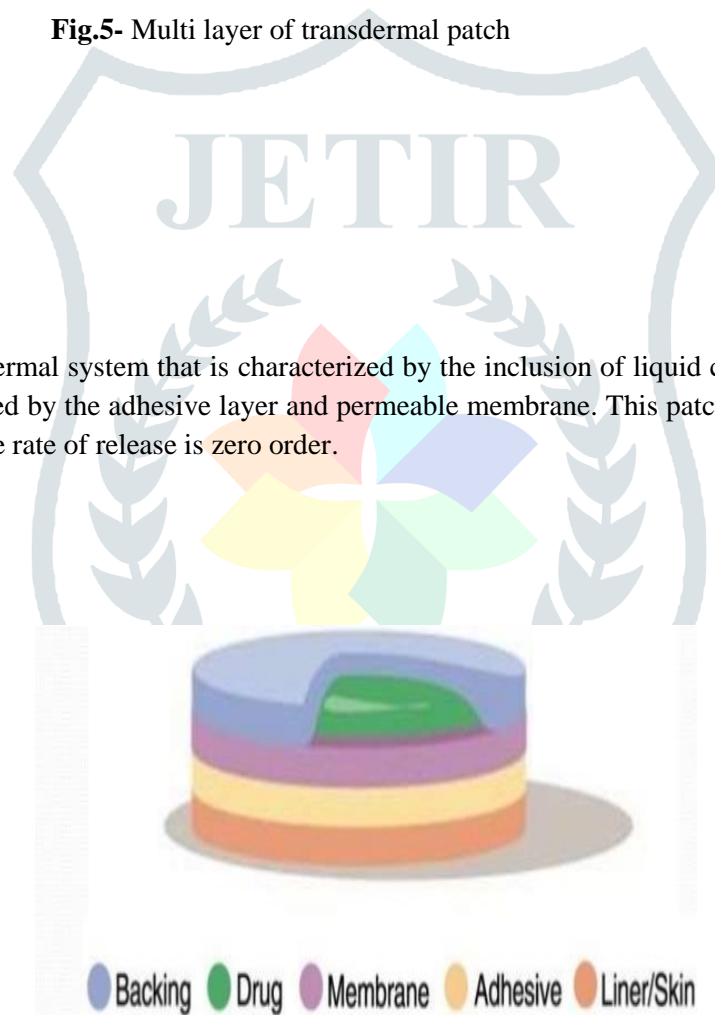 Fig.5- Multi layer of transdermal patch
JETIR
ermal system that is characterized by the inclusion of liquid c
ed by the adhesive layer and permeable membrane. This patc
e rate of release is zero order.
Backing Drug Membrane Adhesive Liner/Skin